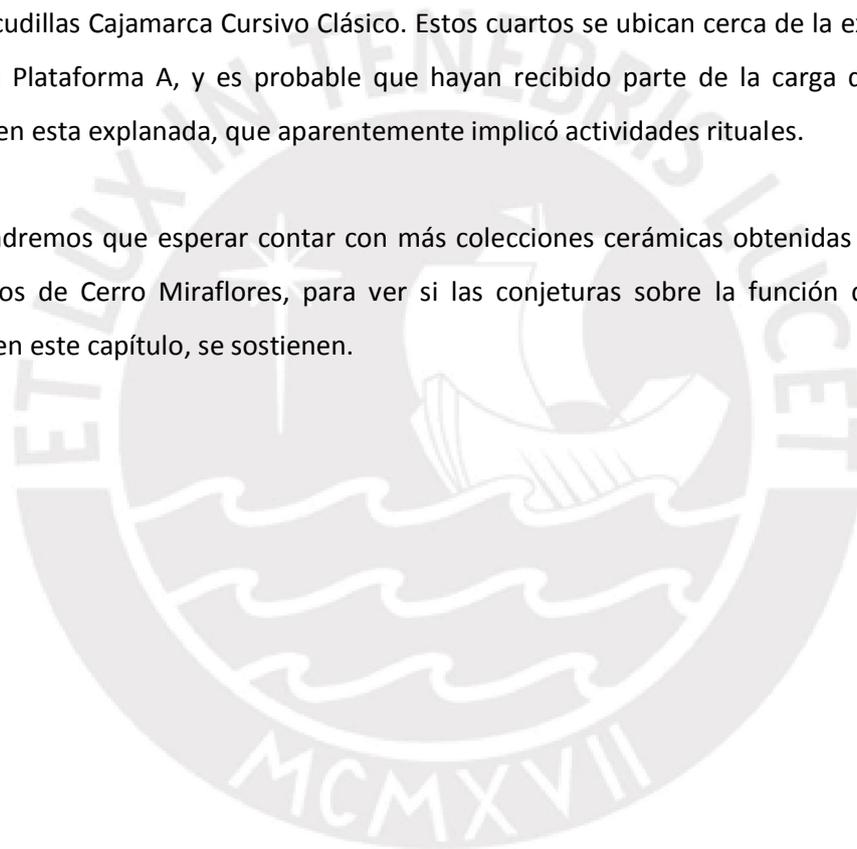 cudillas Cajamarca Cursivo Clásico. Estos cuartos se ubican cerca de la
Plataforma A, y es probable que hayan recibido parte de la carga
en esta explanada, que aparentemente implicó actividades rituales.
dremos que esperar contar con más colecciones cerámicas obtenidas
os de Cerro Miraflores, para ver si las conjeturas sobre la función
en este capítulo, se sostienen.
ET LUX IN TENEBRIS LUCET
MCMXVII